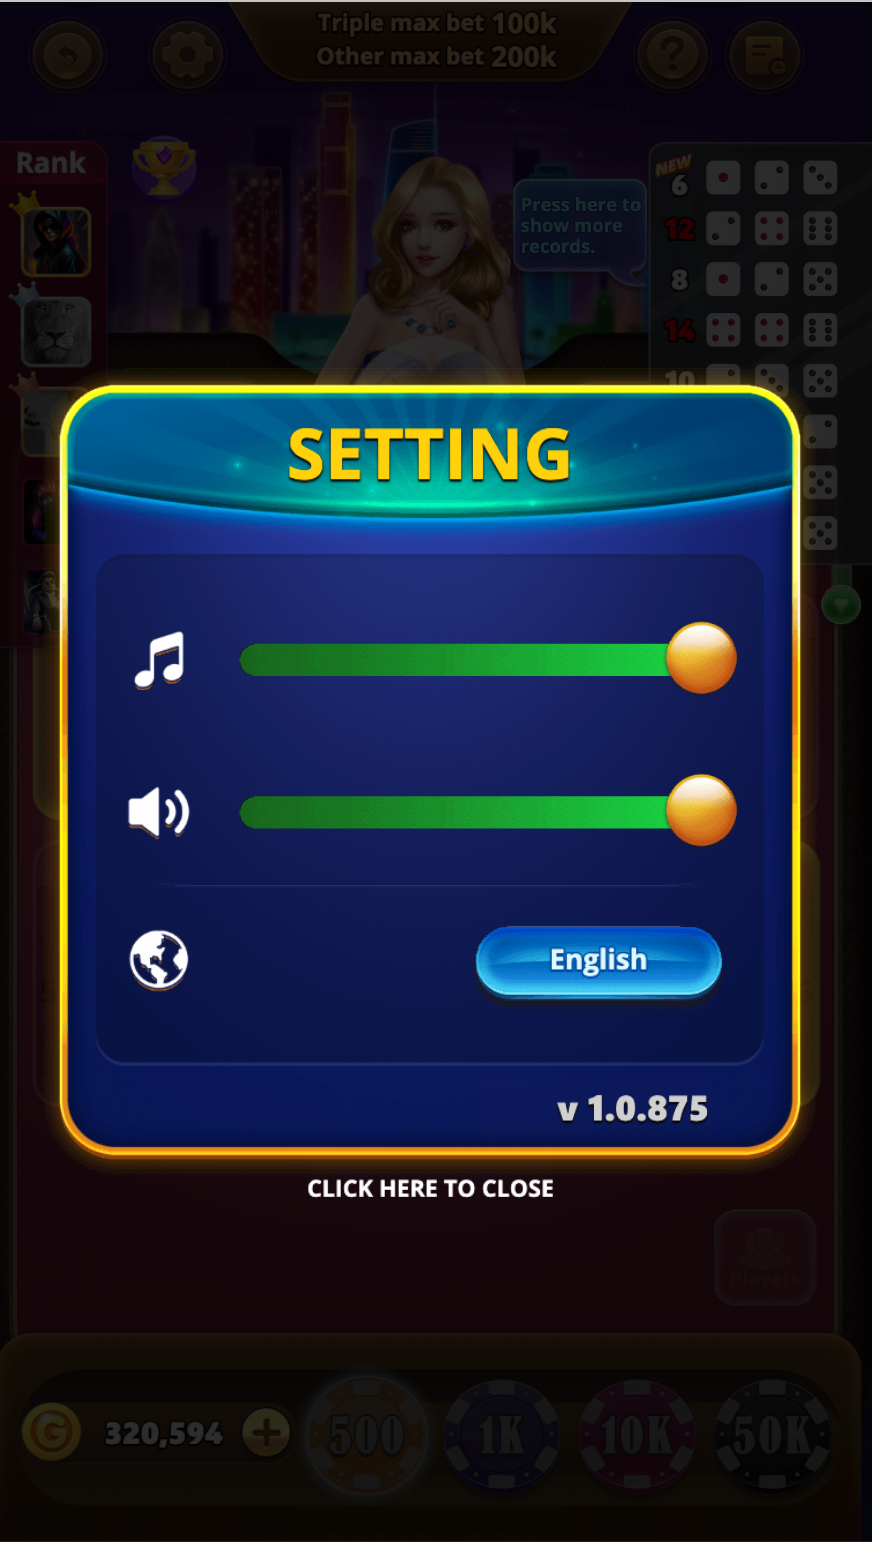 Triple max bet 100k
Other max bet 200k
Rank
Press here to
show more
records.
NEW
6
12
8
14
10
SETTING
English
v 1.0.875
CLICK HERE TO CLOSE
Players
G
320,594
+
500
1K
10K
50K